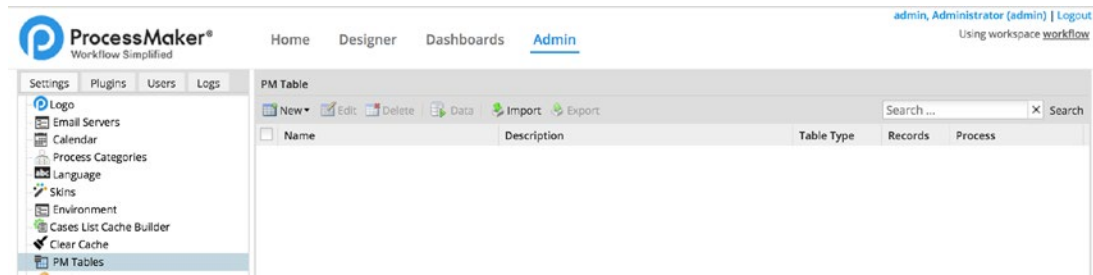 admin, Administrator (admin) | Logout
Using workspace workflow
ProcessMaker®
Workflow Simplified
Home Designer Dashboards Admin
Settings Plugins Users Logs
PM Table
Logo
Email Servers
Calendar
Process Categories
abc Language
Skins
Environment
Cases List Cache Builder
Clear Cache
PM Tables
New Edit Delete Data Import Export Search ... Search
Name Description Table Type Records Process